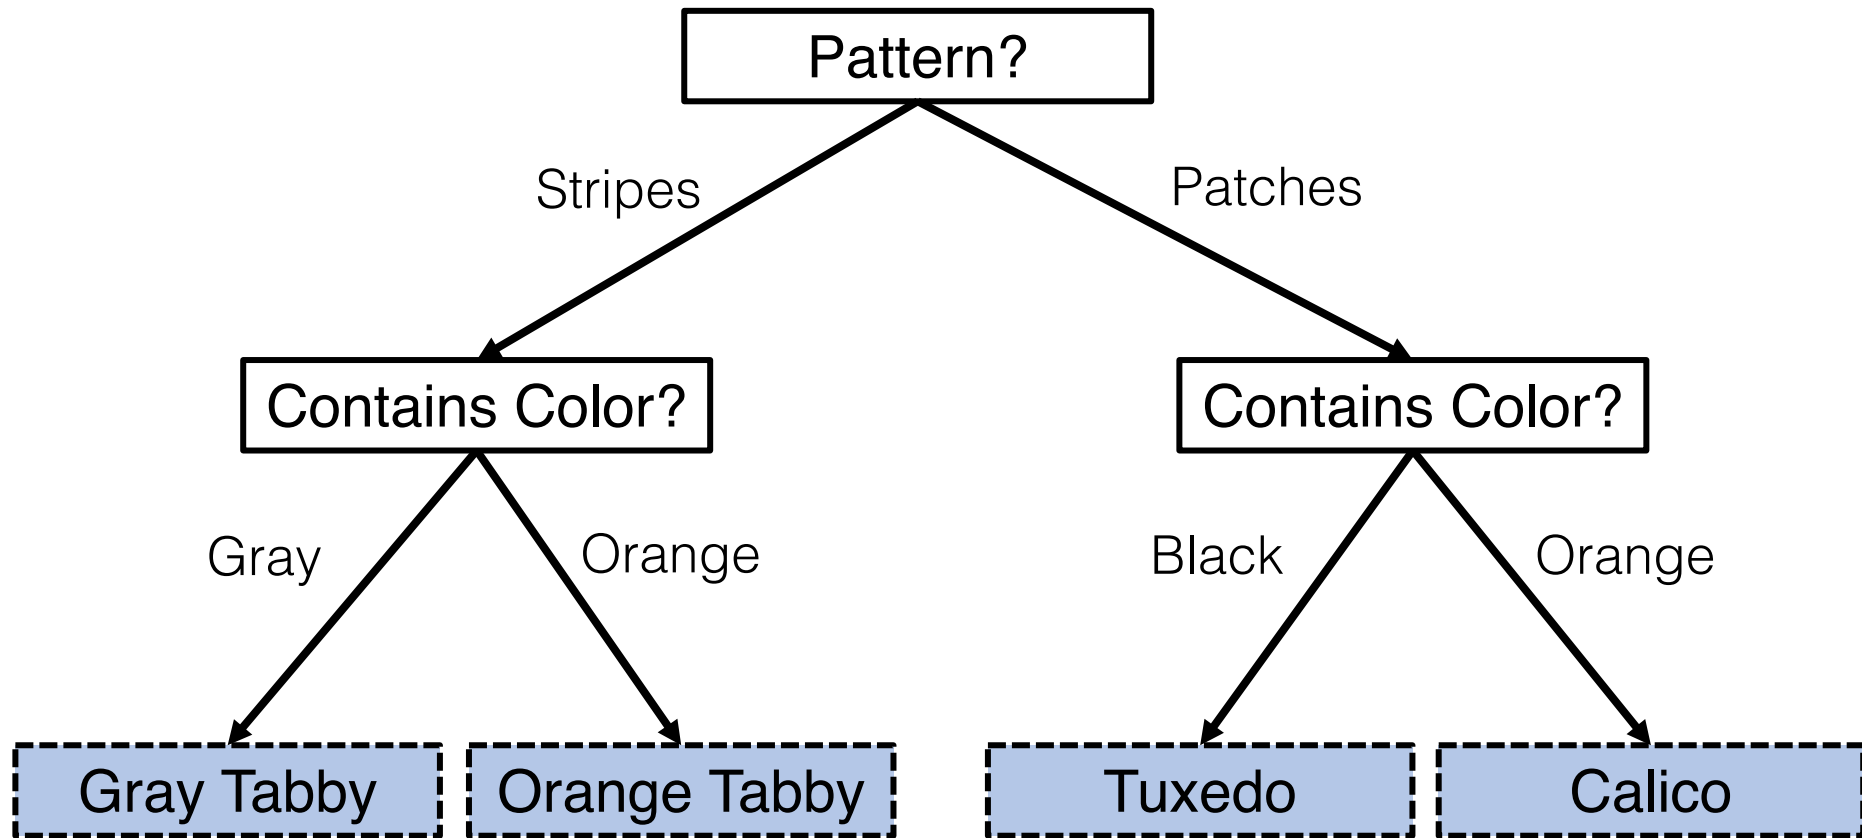 Pattern?
Stripes
Patches
Contains Color?
Contains Color?
Gray
Orange
Black
Orange
Gray Tabby
Orange Tabby
Tuxedo
Calico